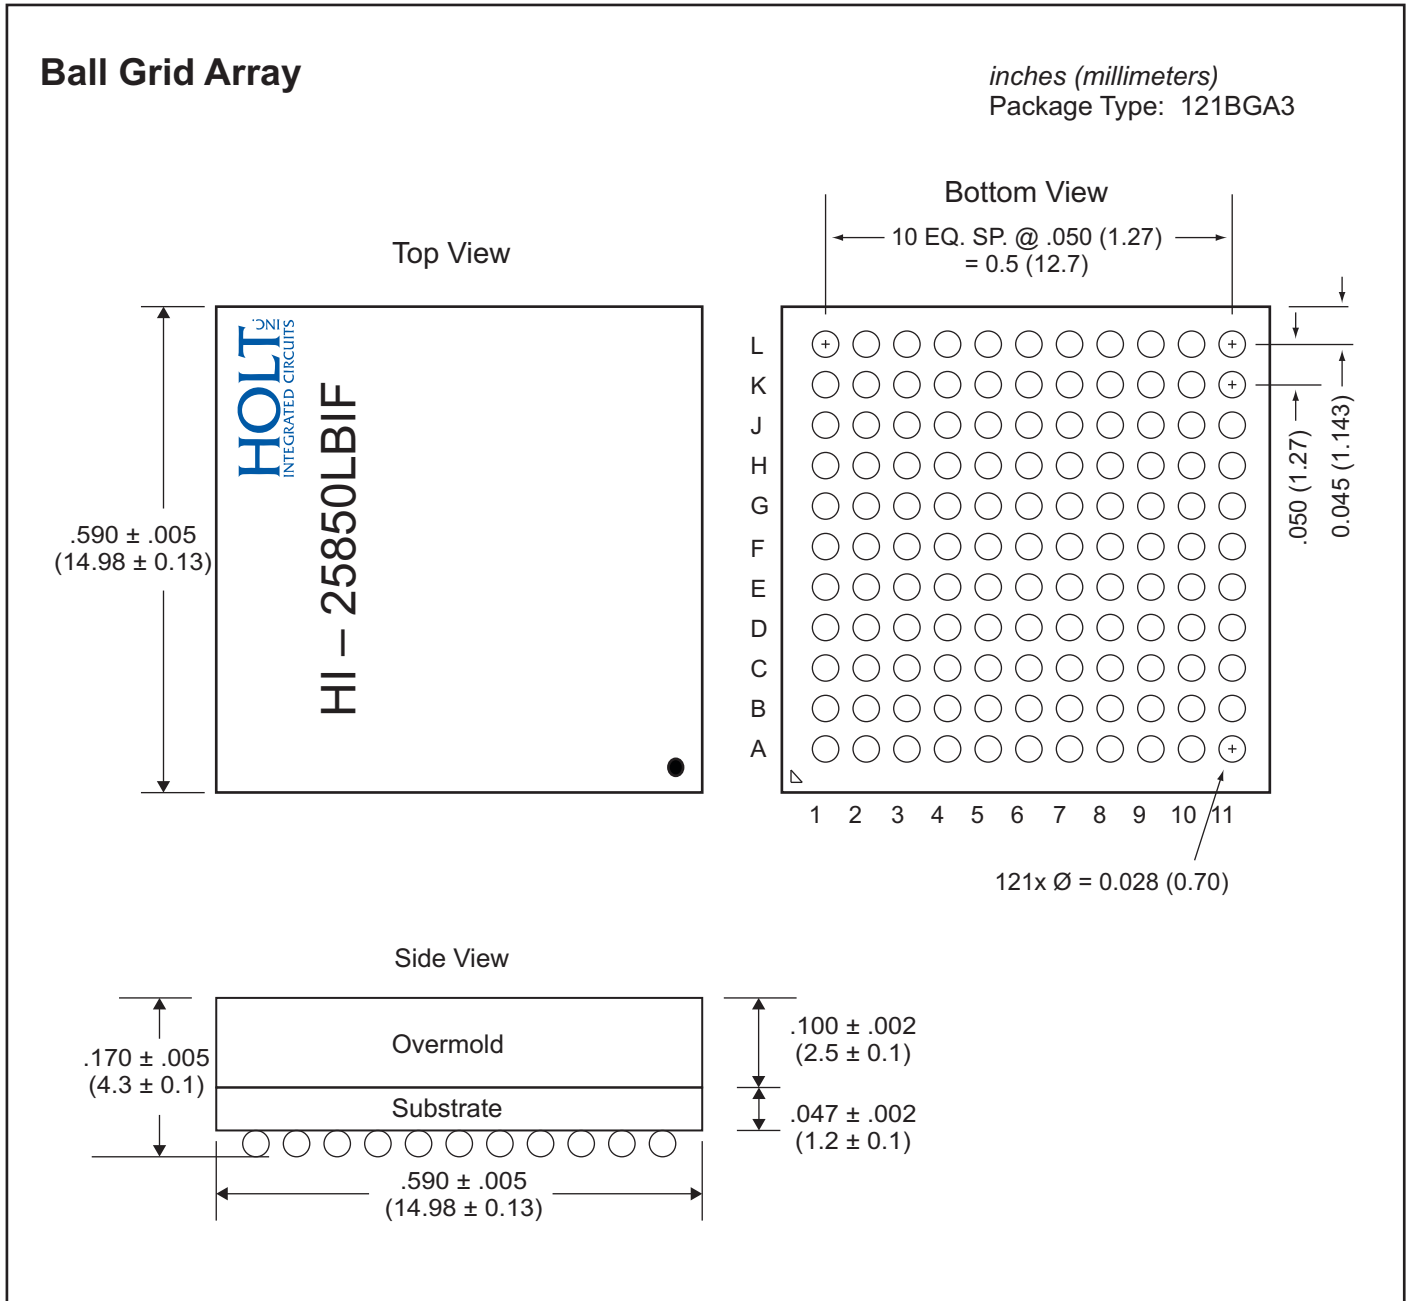 Ball Grid Array
inches (millimeters)
Package Type: 121BGA3
Bottom View
10 EQ. SP. @ .050 (1.27)
= 0.5 (12.7)
Top View
HOLT INC.
INTEGRATED CIRCUITS
HI – 25850LBIF
.590 ± .005
(14.98 ± 0.13)
L
K
J
H
G
F
E
D
C
B
A
.050 (1.27)
0.045 (1.143)
1 2 3 4 5 6 7 8 9 10 11
121x Ø = 0.028 (0.70)
Side View
Overmold
Substrate
.170 ± .005
(4.3 ± 0.1)
.100 ± .002
(2.5 ± 0.1)
.047 ± .002
(1.2 ± 0.1)
.590 ± .005
(14.98 ± 0.13)